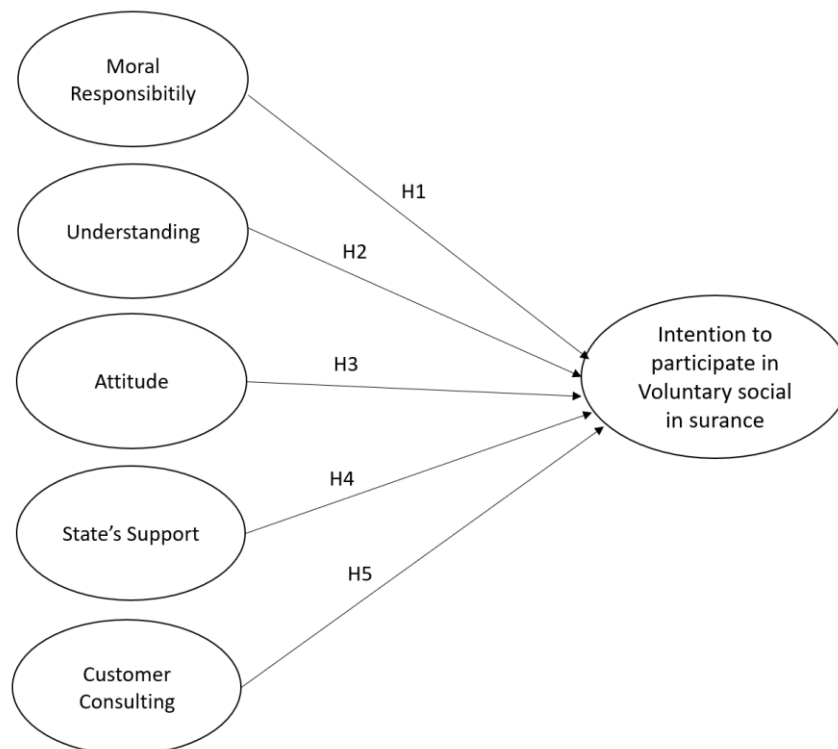 Moral
Responsibitily
H1
Understanding
H2
Attitude
H3
Intention to
participate in
Voluntary social
in surance
State's Support
H4
H5
Customer
Consulting